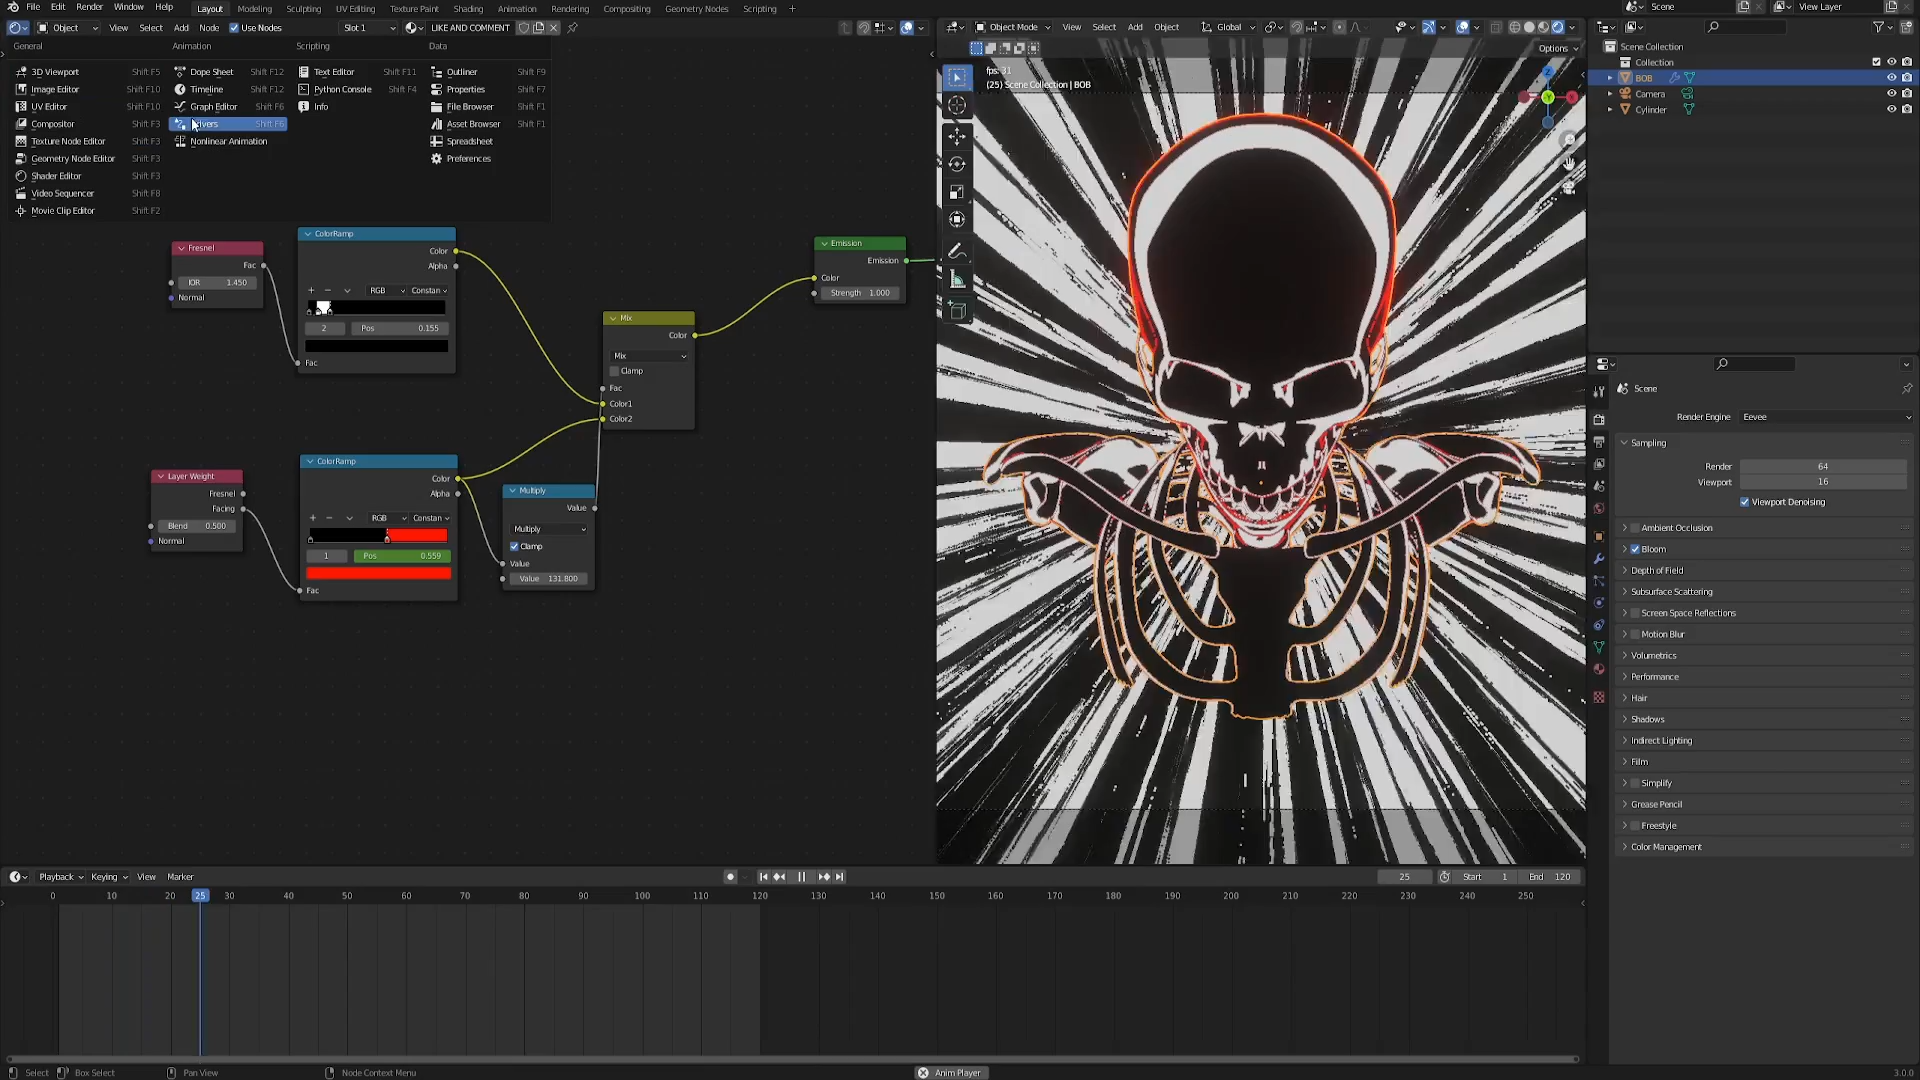 File Edit Render Window Help Layout Modeling Sculpting UV Editing Texture Paint Shading Animation Rendering Compositing Geometry Nodes Scripting + Scene View Layer
Object View Select Add Node Use Nodes Slot 1 LIKE AND COMMENT Object Mode View Select Add Object Global
General Animation Scripting Data Options
3D Viewport Shift F5 Dope Sheet Shift F12 Text Editor Shift F11 Outliner Shift F9
Image Editor Shift F10 Timeline Shift F12 Python Console Shift F4 Properties Shift F7
UV Editor Shift F10 Graph Editor Shift F6 Info File Browser Shift F1
Compositor Shift F3 ivers Shift F6 Asset Browser Shift F1
Texture Node Editor Shift F3 Nonlinear Animation Spreadsheet
Geometry Node Editor Shift F3 Preferences
Shader Editor Shift F3
Video Sequencer Shift F8
Movie Clip Editor Shift F2
fps: 31
(25) Scene Collection | BOB
Z
Y
X
Scene Collection
Collection
BOB
Camera
Cylinder
Fresnel
Fac
IOR 1.450
Normal
ColorRamp
Color
Alpha
RGB Constan
2 Pos 0.155
Fac
Mix
Color
Mix
Clamp
Fac
Color1
Color2
Emission
Emission
Color
Strength 1.000
Layer Weight
Fresnel
Facing
Blend 0.500
Normal
ColorRamp
Color
Alpha
RGB Constan
1 Pos 0.559
Fac
Multiply
Value
Multiply
Clamp
Value
Value 131.800
Scene
Render Engine Eevee
Sampling
Render 64
Viewport 16
Viewport Denoising
Ambient Occlusion
Bloom
Depth of Field
Subsurface Scattering
Screen Space Reflections
Motion Blur
Volumetrics
Performance
Hair
Shadows
Indirect Lighting
Film
Simplify
Grease Pencil
Freestyle
Color Management
Playback Keying View Marker 25 Start 1 End 120
0 10 20 25 30 40 50 60 70 80 90 100 110 120 130 140 150 160 170 180 190 200 210 220 230 240 250
Select Box Select Pan View Node Context Menu Anim Player 3.0.0